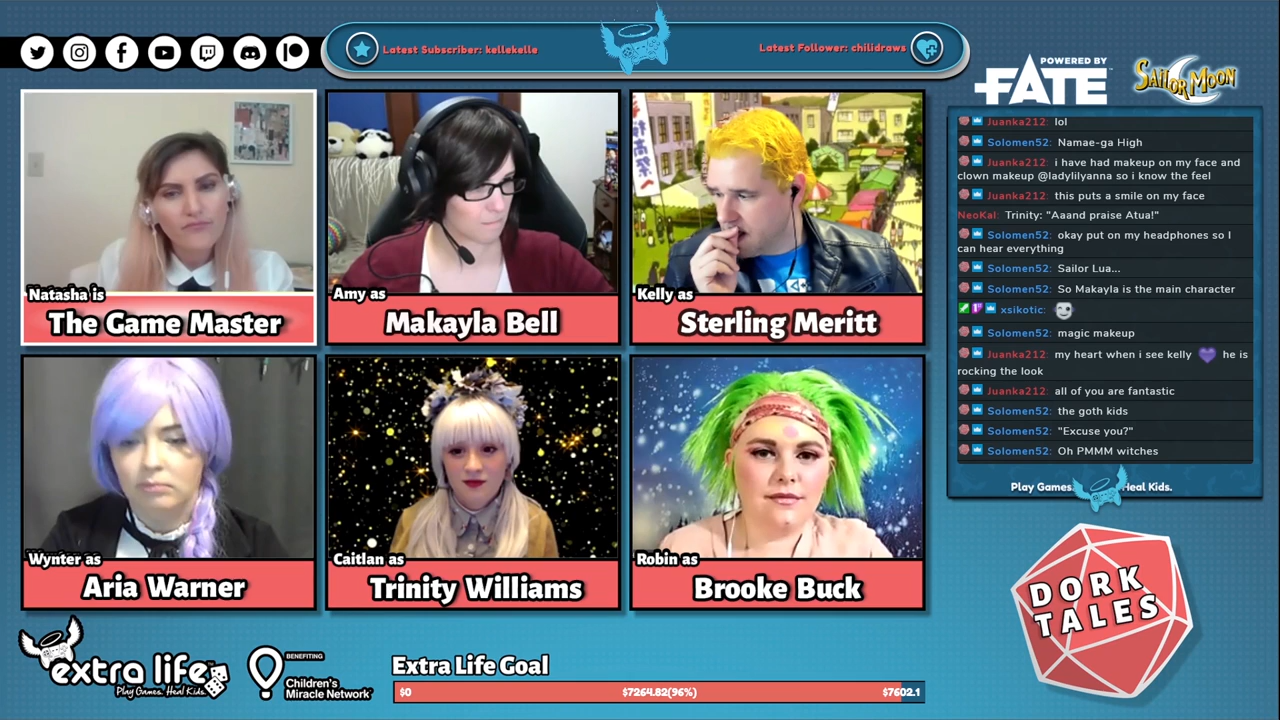 Latest Subscriber: kellekelle
Latest Follower: chilidraws
POWERED BY
FATE
SAILOR MOON
Natasha is
The Game Master
Amy as
Makayla Bell
Kelly as
Sterling Meritt
Wynter as
Aria Warner
Caitlan as
Trinity Williams
Robin as
Brooke Buck
Juanka212: lol
Solomen52: Namae-ga High
Juanka212: i have had makeup on my face and
clown makeup @ladylilyanna so i know the feel
Juanka212: this puts a smile on my face
NeoKal: Trinity: "Aaand praise Atua!"
Solomen52: okay put on my headphones so I
can hear everything
Solomen52: Sailor Lua...
Solomen52: So Makayla is the main character
xsikotic:
Solomen52: magic makeup
Juanka212: my heart when i see kelly 💜 he is
rocking the look
Juanka212: all of you are fantastic
Solomen52: the goth kids
Solomen52: "Excuse you?"
Solomen52: Oh PMMM witches
Play Games. Heal Kids.
DORK
TALES
extra life
Play Games. Heal Kids.
BENEFITING
Children's
Miracle Network
Extra Life Goal
$0 $7264.82(96%) $7602.1